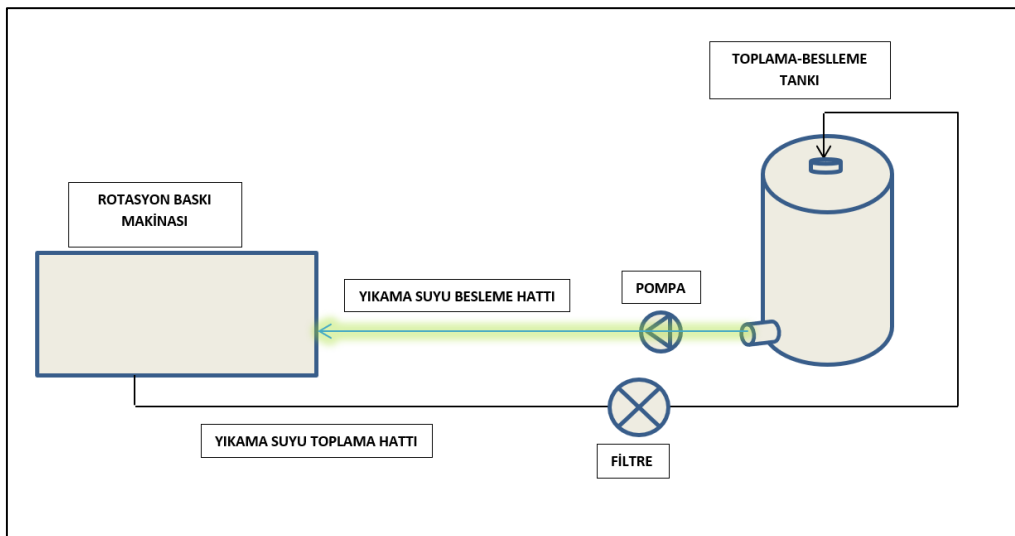 TOPLAMA-BESLLEME
TANKI
ROTASYON BASKI
MAKİNASI
YIKAMA SUYU BESLEME HATTI
POMPA
YIKAMA SUYU TOPLAMA HATTI
FİLTRE